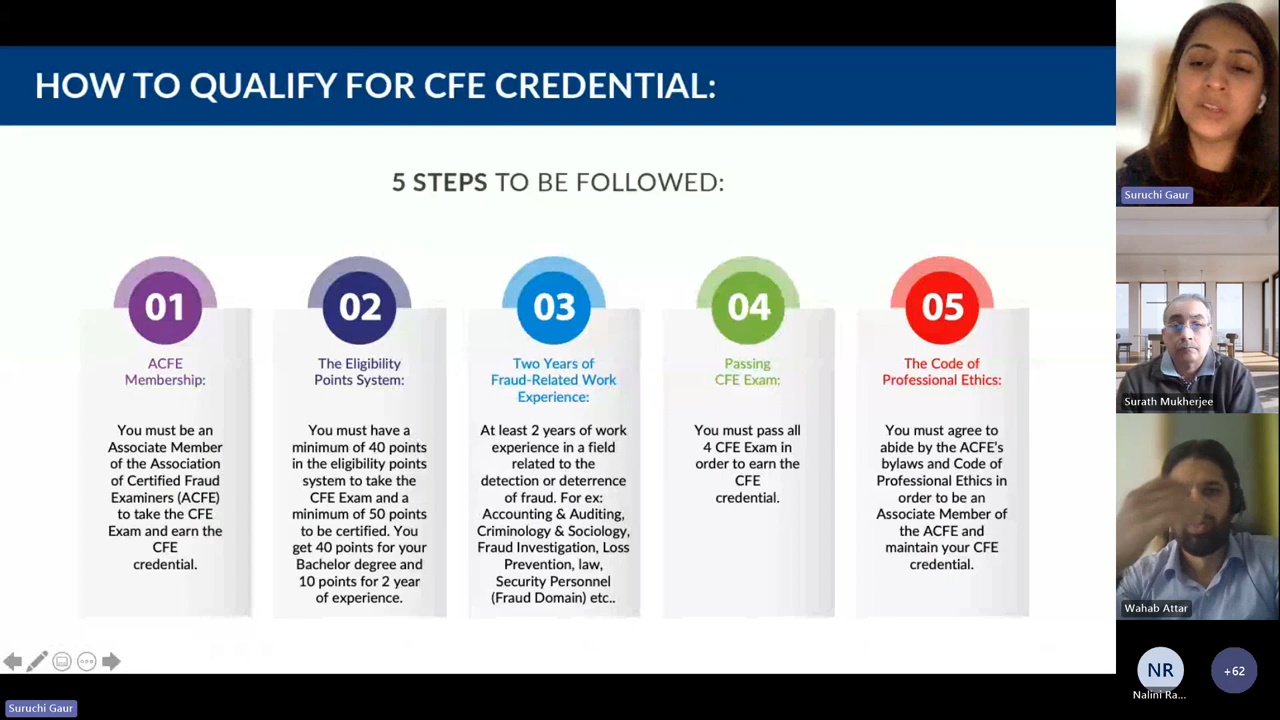 HOW TO QUALIFY FOR CFE CREDENTIAL:
5 STEPS TO BE FOLLOWED:
01
ACFE
Membership:
You must be an
Associate Member
of the Association
of Certified Fraud
Examiners (ACFE)
to take the CFE
Exam and earn the
CFE
credential.
02
The Eligibility
Points System:
You must have a
minimum of 40 points
in the eligibility points
system to take the
CFE Exam and a
minimum of 50 points
to be certified. You
get 40 points for your
Bachelor degree and
10 points for 2 year
of experience.
03
Two Years of
Fraud-Related Work
Experience:
At least 2 years of work
experience in a field
related to the
detection or deterrence
of fraud. For ex:
Accounting & Auditing,
Criminology & Sociology,
Fraud Investigation, Loss
Prevention, law,
Security Personnel
(Fraud Domain) etc..
04
Passing
CFE Exam:
You must pass all
4 CFE Exam in
order to earn the
CFE
credential.
05
The Code of
Professional Ethics:
You must agree to
abide by the ACFE's
bylaws and Code of
Professional Ethics in
order to be an
Associate Member of
the ACFE and
maintain your CFE
credential.
Suruchi Gaur
Suruchi Gaur
Surath Mukherjee
Wahab Attar
NR
Nalini Ra...
+62